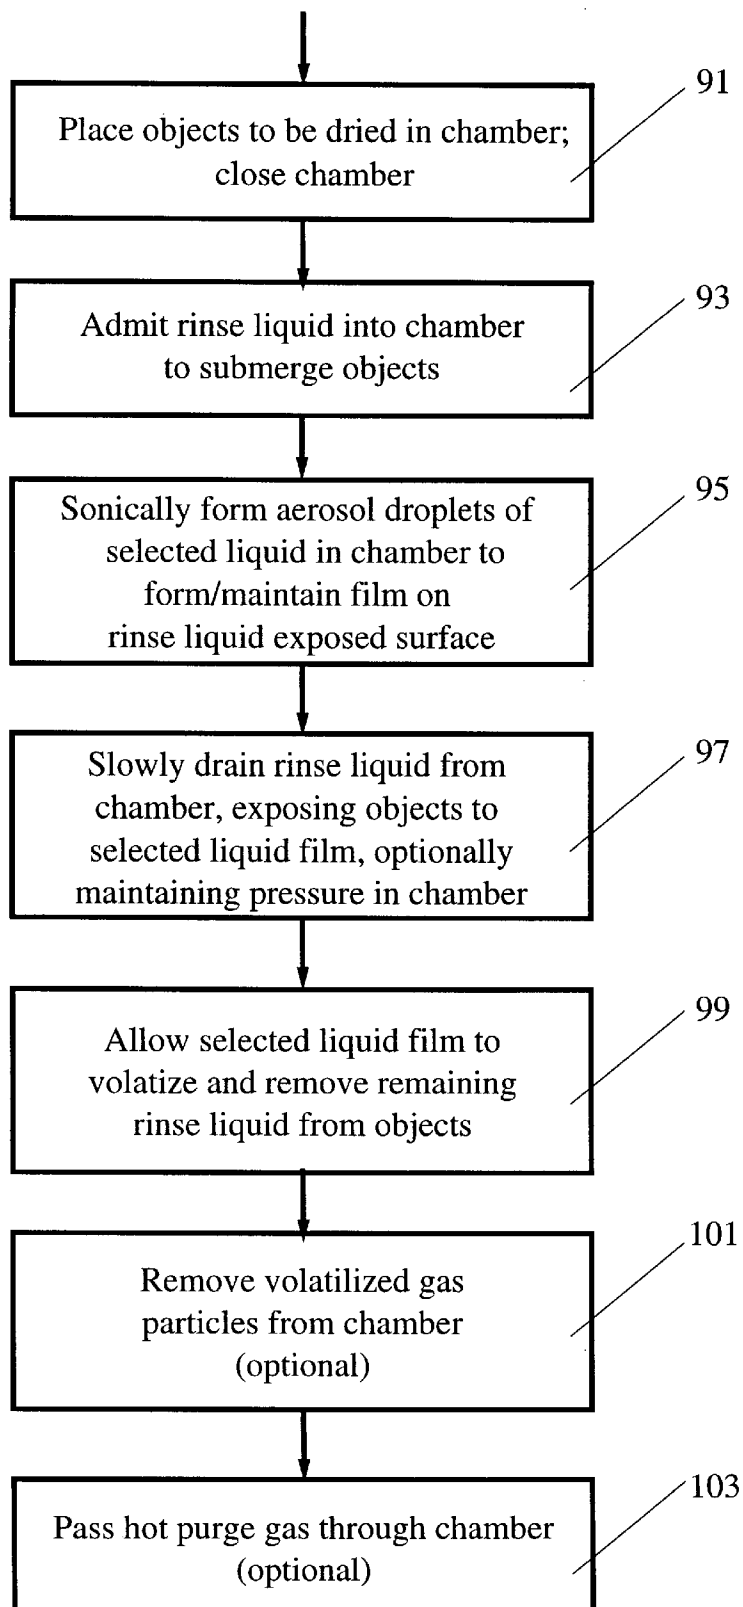 91
Place objects to be dried in chamber;
close chamber
93
Admit rinse liquid into chamber
to submerge objects
95
Sonically form aerosol droplets of
selected liquid in chamber to
form/maintain film on
rinse liquid exposed surface
97
Slowly drain rinse liquid from
chamber, exposing objects to
selected liquid film, optionally
maintaining pressure in chamber
99
Allow selected liquid film to
volatize and remove remaining
rinse liquid from objects
101
Remove volatilized gas
particles from chamber
(optional)
103
Pass hot purge gas through chamber
(optional)